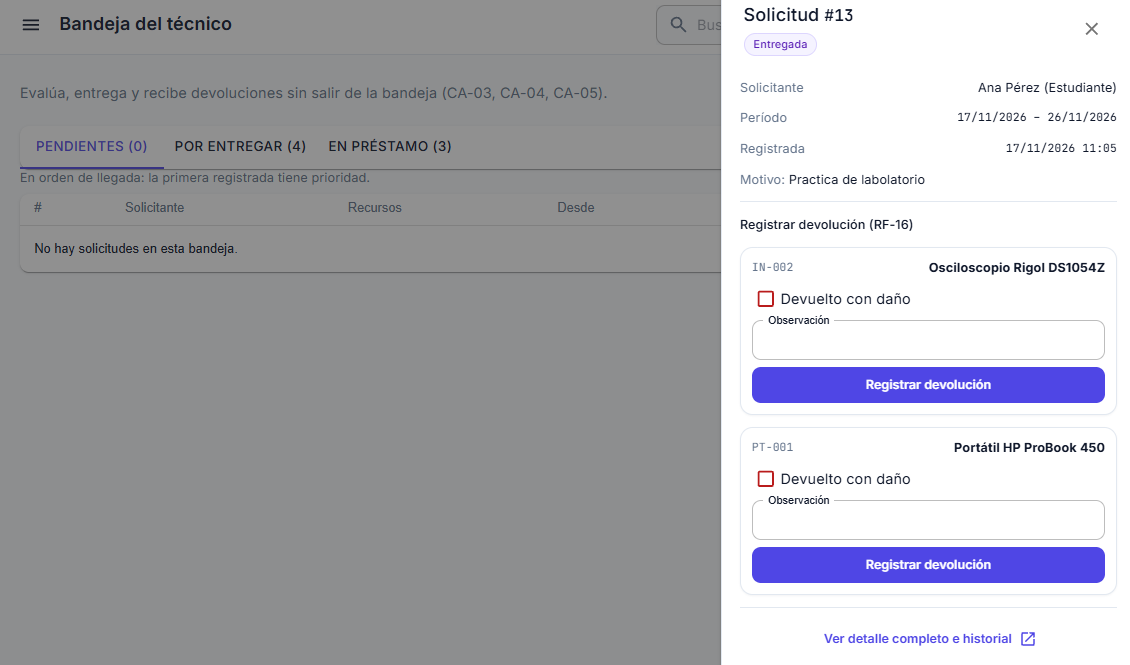 Bandeja del técnico
Bus
Evalúa, entrega y recibe devoluciones sin salir de la bandeja (CA-03, CA-04, CA-05).
PENDIENTES (0) POR ENTREGAR (4) EN PRÉSTAMO (3)
En orden de llegada: la primera registrada tiene prioridad.
# Solicitante Recursos Desde
No hay solicitudes en esta bandeja.
Solicitud #13
Entregada
Solicitante Ana Pérez (Estudiante)
Período 17/11/2026 – 26/11/2026
Registrada 17/11/2026 11:05
Motivo: Practica de labolatorio
Registrar devolución (RF-16)
IN-002 Osciloscopio Rigol DS1054Z
Devuelto con daño
Observación
Registrar devolución
PT-001 Portátil HP ProBook 450
Devuelto con daño
Observación
Registrar devolución
Ver detalle completo e historial